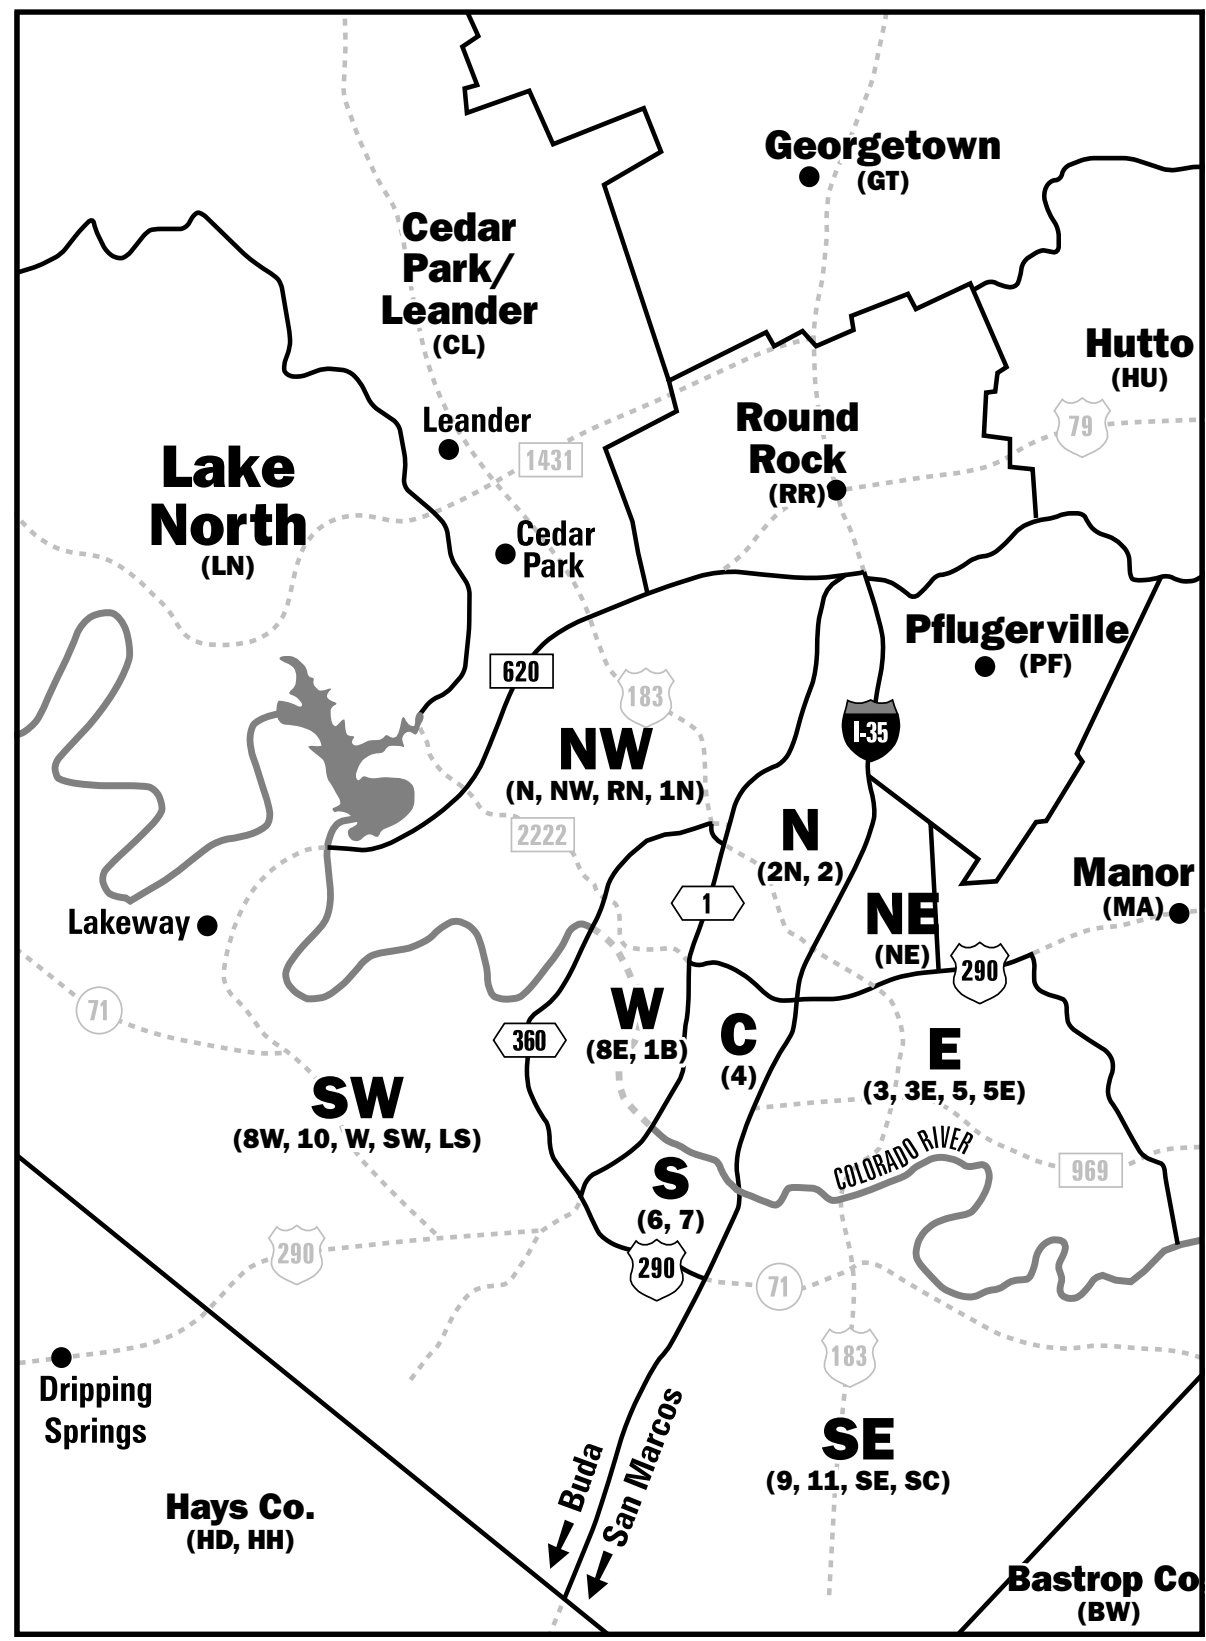 Georgetown
(GT)
Cedar
Park/
Leander
(CL)
Hutto
(HU)
Leander
1431
Round
Rock
(RR)
79
Lake
North
(LN)
Cedar
Park
620
183
Pflugerville
(PF)
I-35
NW
(N, NW, RN, 1N)
2222
N
(2N, 2)
1
NE
(NE)
Manor
(MA)
Lakeway
290
71
360
W
(8E, 1B)
C
(4)
E
(3, 3E, 5, 5E)
SW
(8W, 10, W, SW, LS)
COLORADO RIVER
969
S
(6, 7)
290
290
71
183
Dripping
Springs
Buda
San Marcos
SE
(9, 11, SE, SC)
Hays Co.
(HD, HH)
Bastrop Co
(BW)